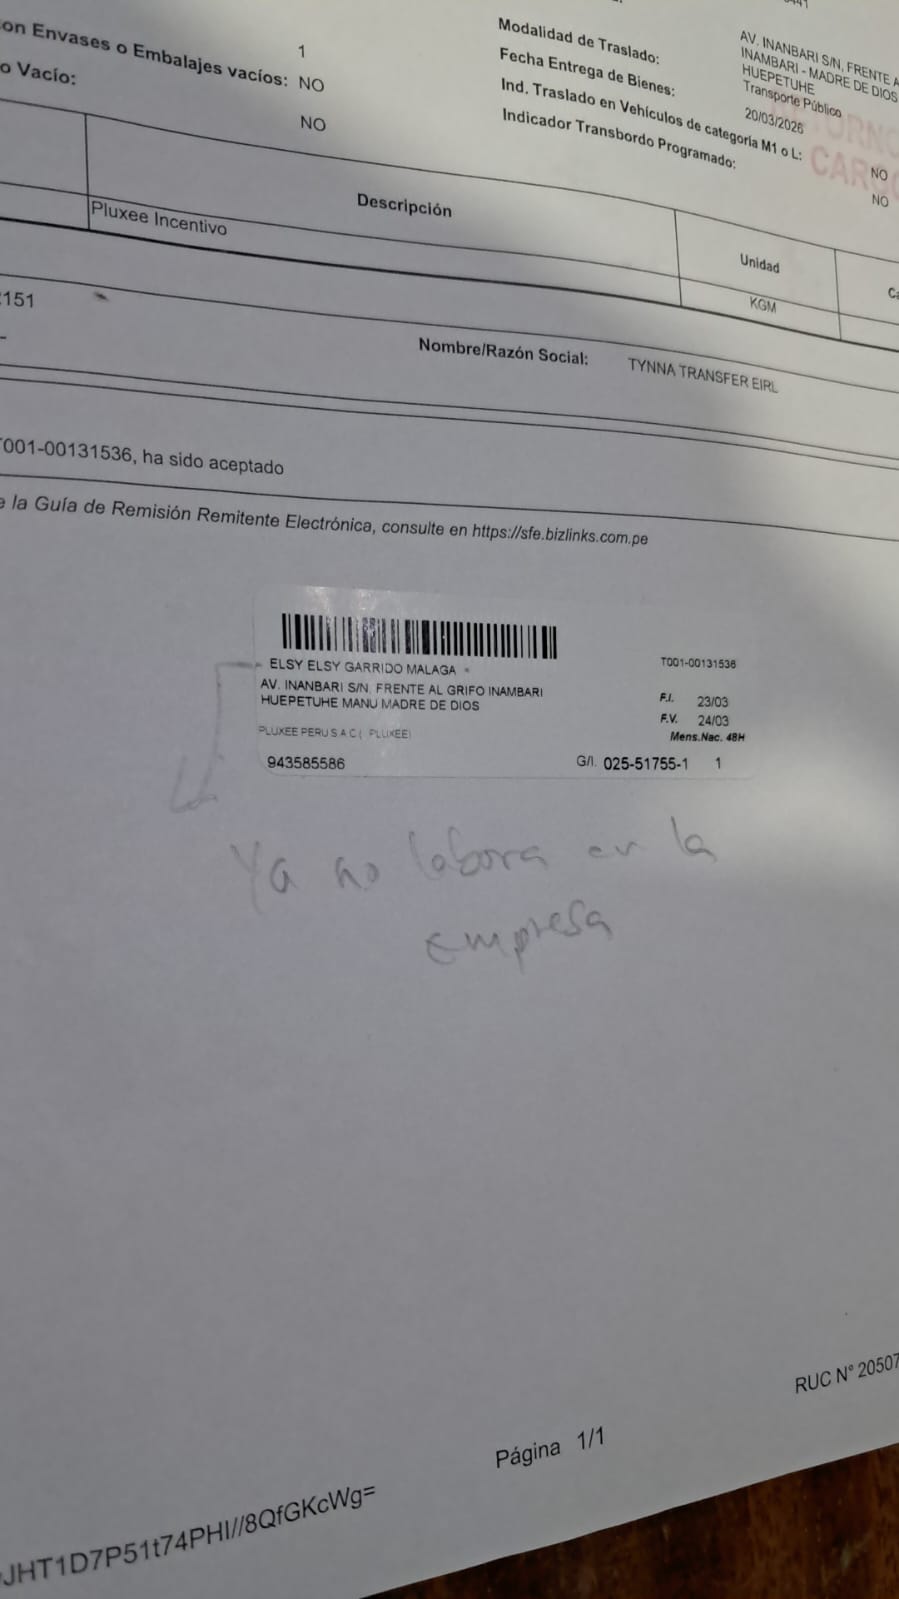 on Envases o Embalajes vacíos: NO
1
o Vacío:
NO
Modalidad de Traslado:
Fecha Entrega de Bienes:
Ind. Traslado en Vehículos de categoría M1 o L:
Indicador Transbordo Programado:
AV. INANBARI S/N, FRENTE A
INAMBARI - MADRE DE DIOS
HUEPETUHE
Transporte Público
20/03/2026
NO
NO
CARGO
Descripción
Unidad
Pluxee Incentivo
KGM
151
Nombre/Razón Social: TYNNA TRANSFER EIRL
T001-00131536, ha sido aceptado
la Guía de Remisión Remitente Electrónica, consulte en https://sfe.bizlinks.com.pe
ELSY ELSY GARRIDO MALAGA
T001-00131536
AV. INANBARI S/N. FRENTE AL GRIFO INAMBARI
HUEPETUHE MANU MADRE DE DIOS
F.I. 23/03
F.V. 24/03
PLUXEE PERU S.A.C ( PLUXEE)
Mens.Nac. 48H
943585586
G/I. 025-51755-1 1
Ya no labora en la
empresa
RUC N° 20507
Página 1/1
JHT1D7P51t74PHI//8QfGKcWg=